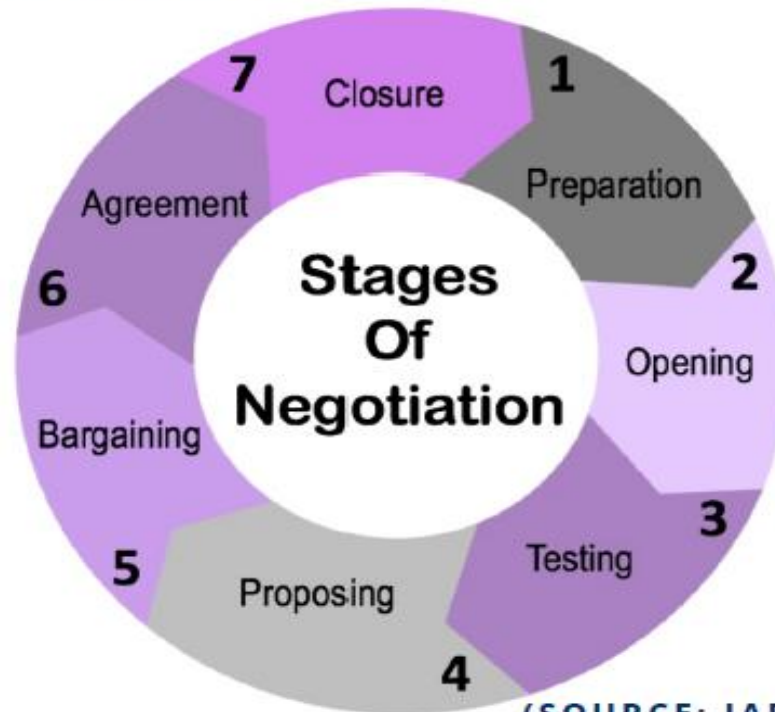 Stages
Of
Negotiation
1
Preparation
2
Opening
3
Testing
4
Proposing
5
Bargaining
6
Agreement
7
Closure